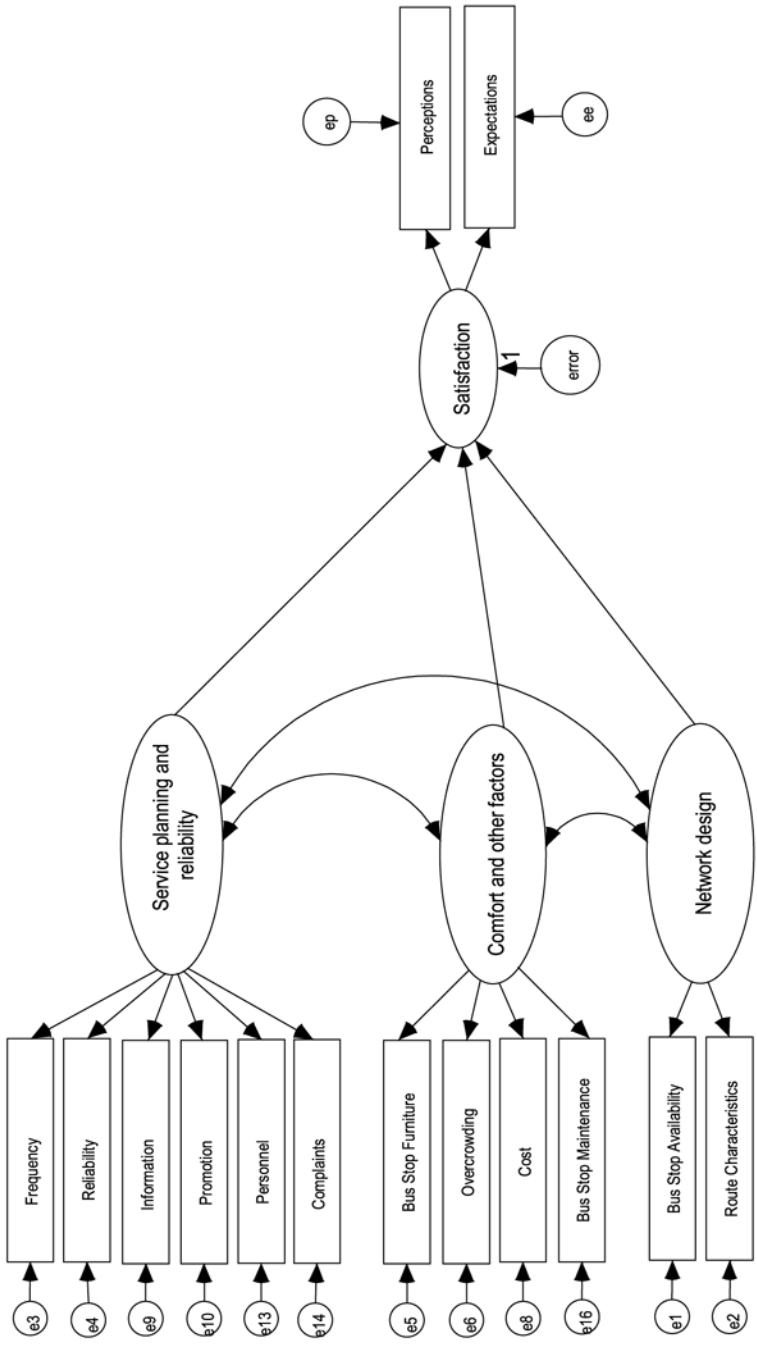 e3
Frequency
e4
Reliability
e9
Information
e10
Promotion
e13
Personnel
e14
Complaints
Service planning and
reliability
e5
Bus Stop Furniture
e6
Overcrowding
e8
Cost
e16
Bus Stop Maintenance
Comfort and other factors
e1
Bus Stop Availability
e2
Route Characteristics
Network design
Satisfaction
1
error
ep
Perceptions
Expectations
ee